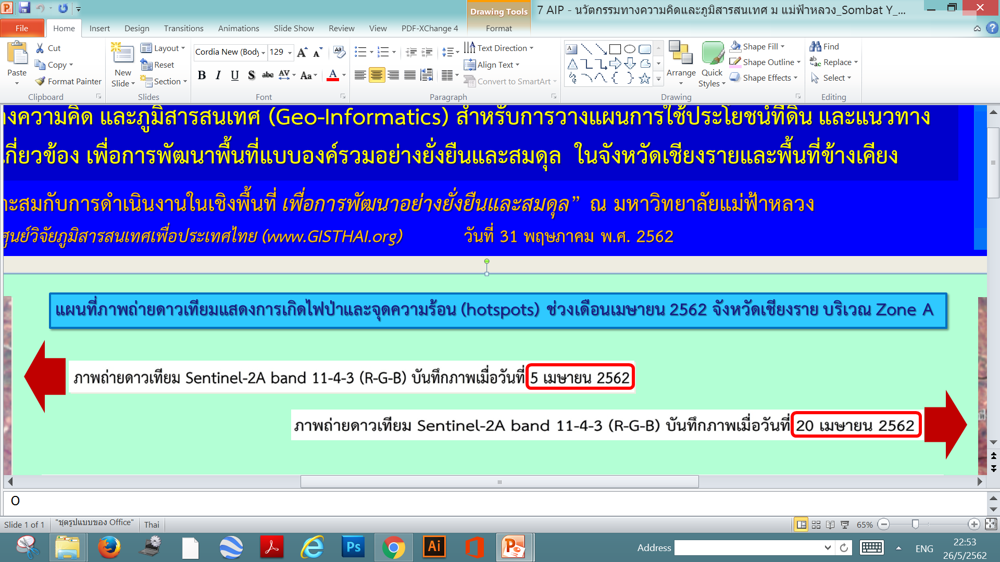 Drawing Tools
7 AIP - นวัตกรรมทางความคิดและภูมิสารสนเทศ ม แม่ฟ้าหลวง_Sombat Y_...
File Home Insert Design Transitions Animations Slide Show Review View PDF-XChange 4 Format
Paste
Cut
Copy
Format Painter
Clipboard
New Slide
Layout
Reset
Section
Slides
Cordia New (Body 129
Font
Text Direction
Align Text
Convert to SmartArt
Paragraph
Arrange
Quick Styles
Shape Fill
Shape Outline
Shape Effects
Drawing
Find
Replace
Select
Editing
างความคิด และภูมิสารสนเทศ (Geo-Informatics) สำหรับการวางแผนการใช้ประโยชน์ที่ดิน และแนวทาง
กี่ยวข้อง เพื่อการพัฒนาพื้นที่แบบองค์รวมอย่างยั่งยืนและสมดุล ในจังหวัดเชียงรายและพื้นที่ข้างเคียง
าะสมกับการดำเนินงานในเชิงพื้นที่ เพื่อการพัฒนาอย่างยั่งยืนและสมดุล" ณ มหาวิทยาลัยแม่ฟ้าหลวง
ศูนย์วิจัยภูมิสารสนเทศเพื่อประเทศไทย (www.GISTHAI.org) วันที่ 31 พฤษภาคม พ.ศ. 2562
แผนที่ภาพถ่ายดาวเทียมแสดงการเกิดไฟป่าและจุดความร้อน (hotspots) ช่วงเดือนเมษายน 2562 จังหวัดเชียงราย บริเวณ Zone A
ภาพถ่ายดาวเทียม Sentinel-2A band 11-4-3 (R-G-B) บันทึกภาพเมื่อวันที่ 5 เมษายน 2562
ภาพถ่ายดาวเทียม Sentinel-2A band 11-4-3 (R-G-B) บันทึกภาพเมื่อวันที่ 20 เมษายน 2562
O
Slide 1 of 1 "ชุดรูปแบบของ Office" Thai 65%
Ps Ai
Address
ENG
22:53
26/5/2562